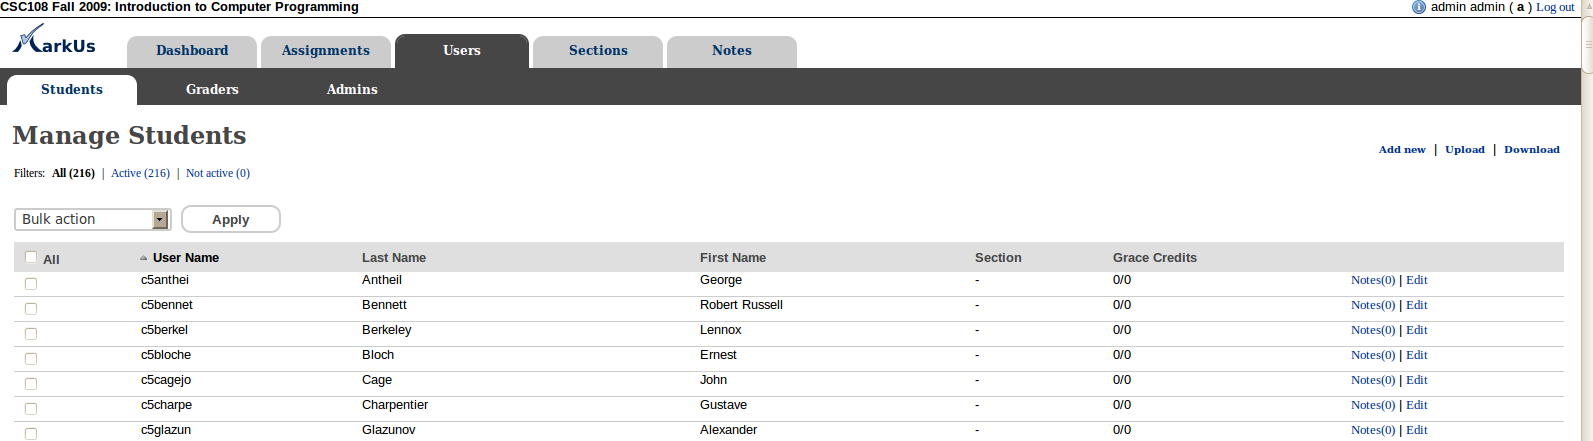 CSC108 Fall 2009: Introduction to Computer Programming
admin admin ( a ) Log out
MarkUs
Dashboard Assignments Users Sections Notes
Students Graders Admins
Manage Students
Add new | Upload | Download
Filters: All (216) | Active (216) | Not active (0)
Bulk action Apply
All User Name Last Name First Name Section Grace Credits
c5anthei Antheil George - 0/0 Notes(0) | Edit
c5bennet Bennett Robert Russell - 0/0 Notes(0) | Edit
c5berkel Berkeley Lennox - 0/0 Notes(0) | Edit
c5bloche Bloch Ernest - 0/0 Notes(0) | Edit
c5cagejo Cage John - 0/0 Notes(0) | Edit
c5charpe Charpentier Gustave - 0/0 Notes(0) | Edit
c5glazun Glazunov Alexander - 0/0 Notes(0) | Edit